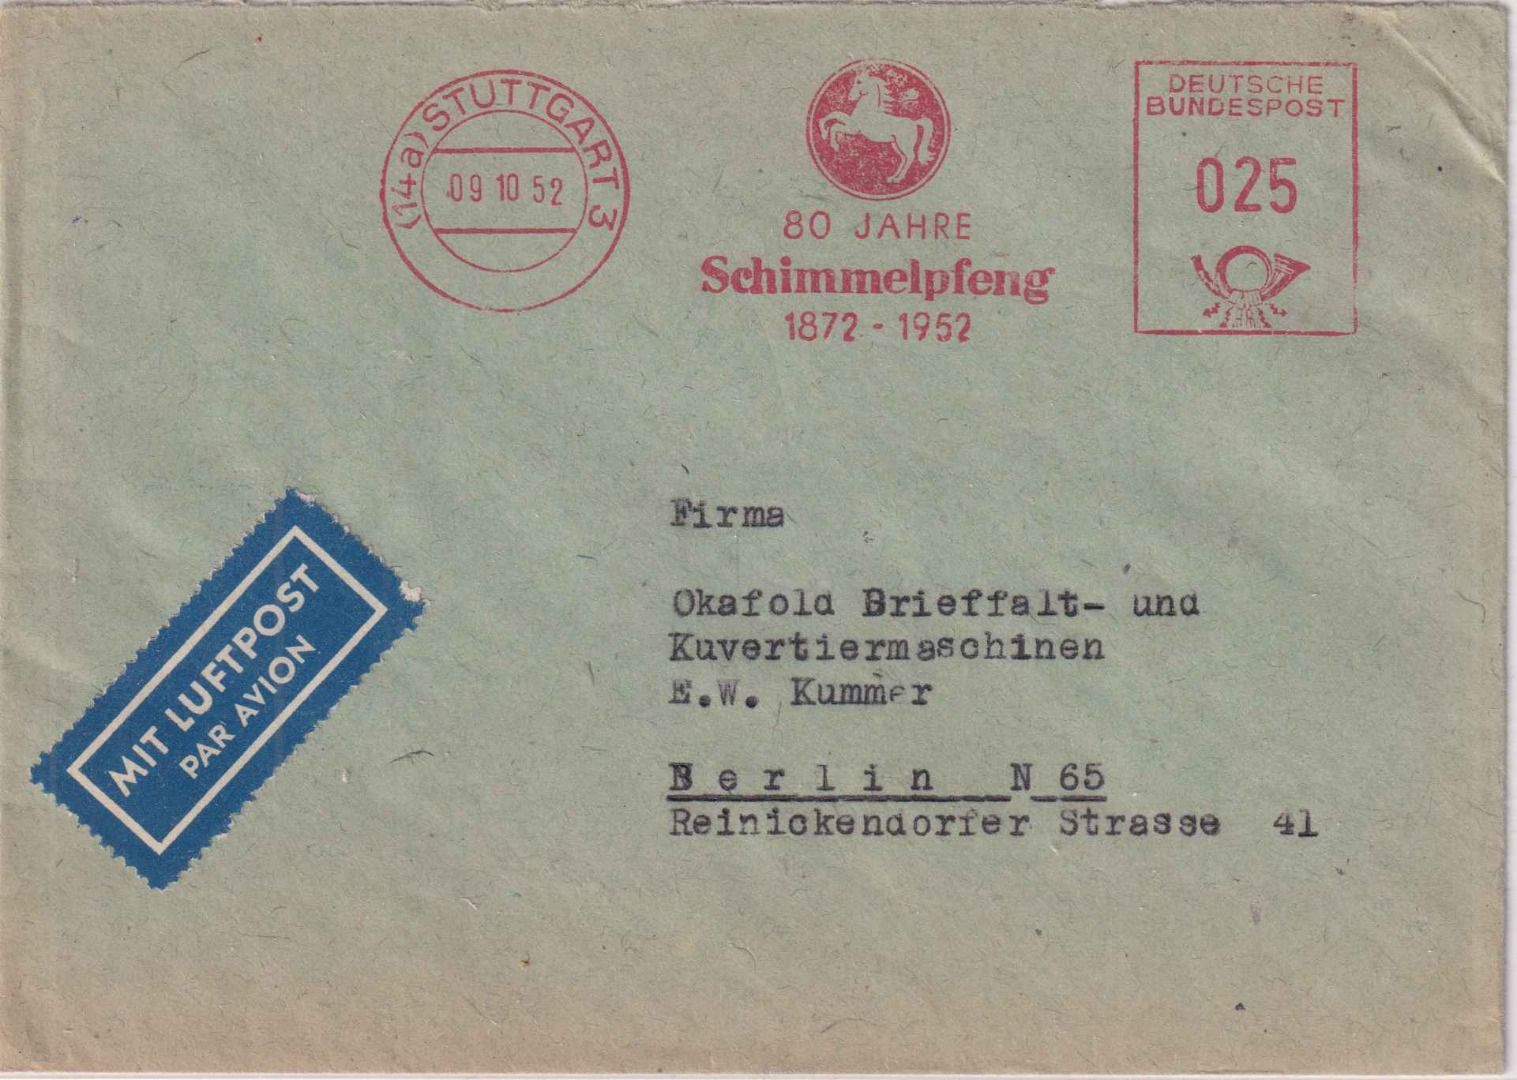 (14a) STUTTGART 3
09 10 52
80 JAHRE
Schimmelpfeng
1872 - 1952
DEUTSCHE
BUNDESPOST
025
MIT LUFTPOST
PAR AVION
Firma
Okafold Brieffalt- und
Kuvertiermaschinen
E.W. Kummer
Berlin N 65
Reinickendorfer Strasse 41